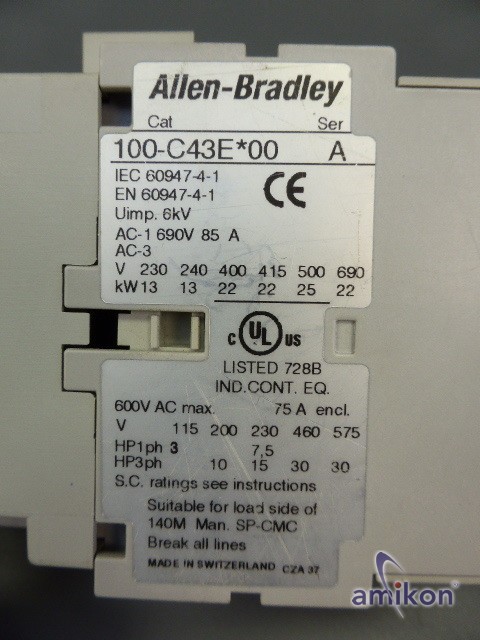 Allen-Bradley
Cat Ser
100-C43E*00 A
IEC 60947-4-1
EN 60947-4-1
CE
Uimp. 6kV
AC-1 690V 85 A
AC-3
V 230 240 400 415 500 690
kW 13 13 22 22 25 22
c UL us
LISTED 728B
IND.CONT. EQ.
600V AC max. 75 A encl.
V 115 200 230 460 575
HP1ph 3 7,5
HP3ph 10 15 30 30
S.C. ratings see instructions
Suitable for load side of
140M Man. SP-CMC
Break all lines
MADE IN SWITZERLAND CZA 37
amikon